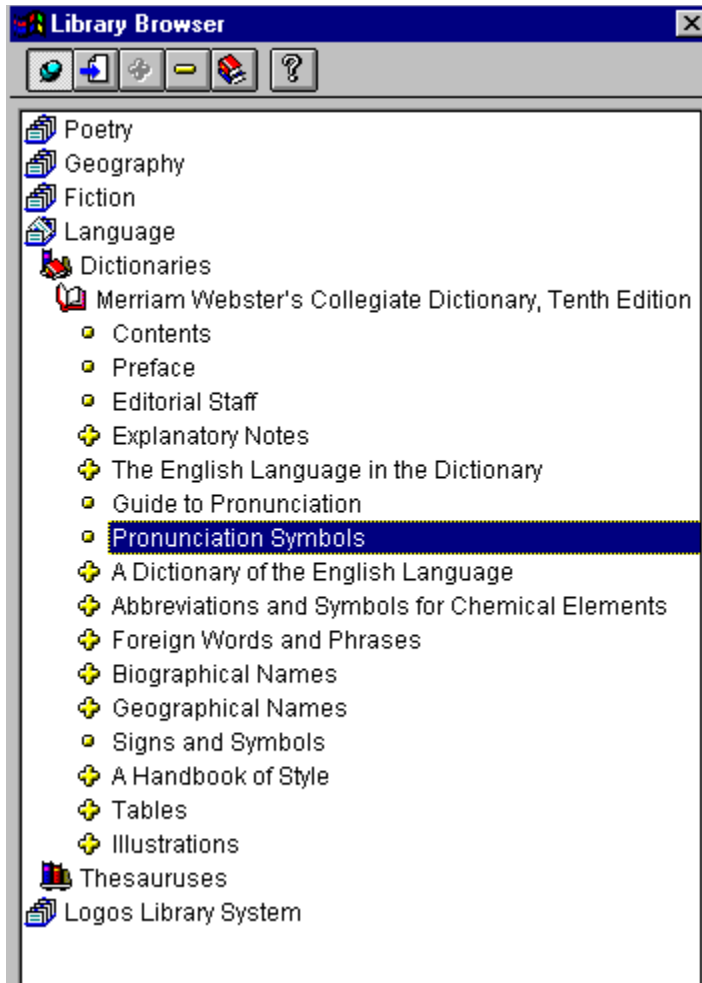 Library Browser
Poetry
Geography
Fiction
Language
Dictionaries
Merriam Webster's Collegiate Dictionary, Tenth Edition
Contents
Preface
Editorial Staff
Explanatory Notes
The English Language in the Dictionary
Guide to Pronunciation
Pronunciation Symbols
A Dictionary of the English Language
Abbreviations and Symbols for Chemical Elements
Foreign Words and Phrases
Biographical Names
Geographical Names
Signs and Symbols
A Handbook of Style
Tables
Illustrations
Thesauruses
Logos Library System